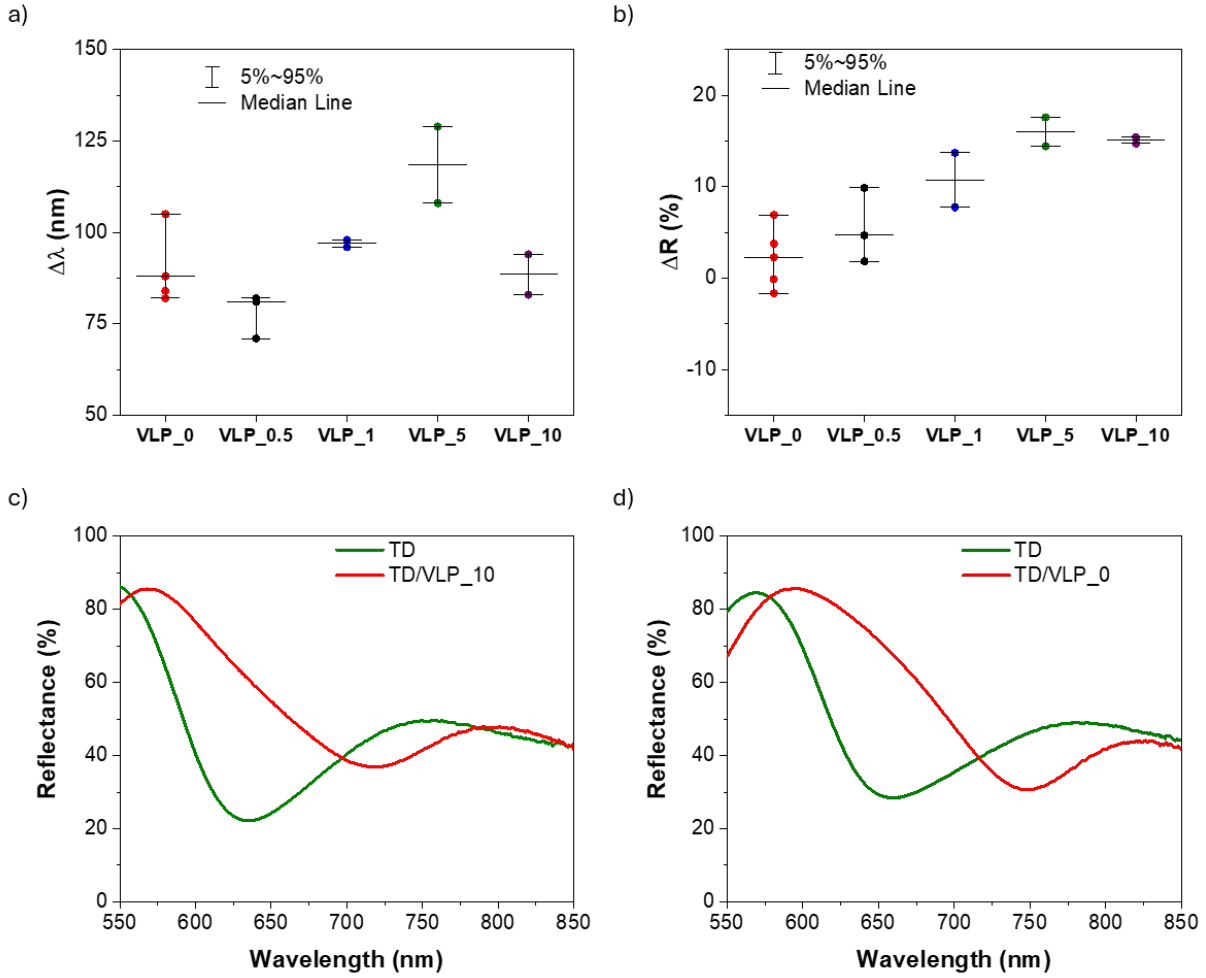 a)
150
125
100
75
50
Δλ (nm)
5%~95%
Median Line
VLP_0 VLP_0.5 VLP_1 VLP_5 VLP_10
b)
20
10
0
-10
ΔR (%)
5%~95%
Median Line
VLP_0 VLP_0.5 VLP_1 VLP_5 VLP_10
c)
100
80
60
40
20
0
Reflectance (%)
TD
TD/VLP_10
550 600 650 700 750 800 850
Wavelength (nm)
d)
100
80
60
40
20
0
Reflectance (%)
TD
TD/VLP_0
550 600 650 700 750 800 850
Wavelength (nm)